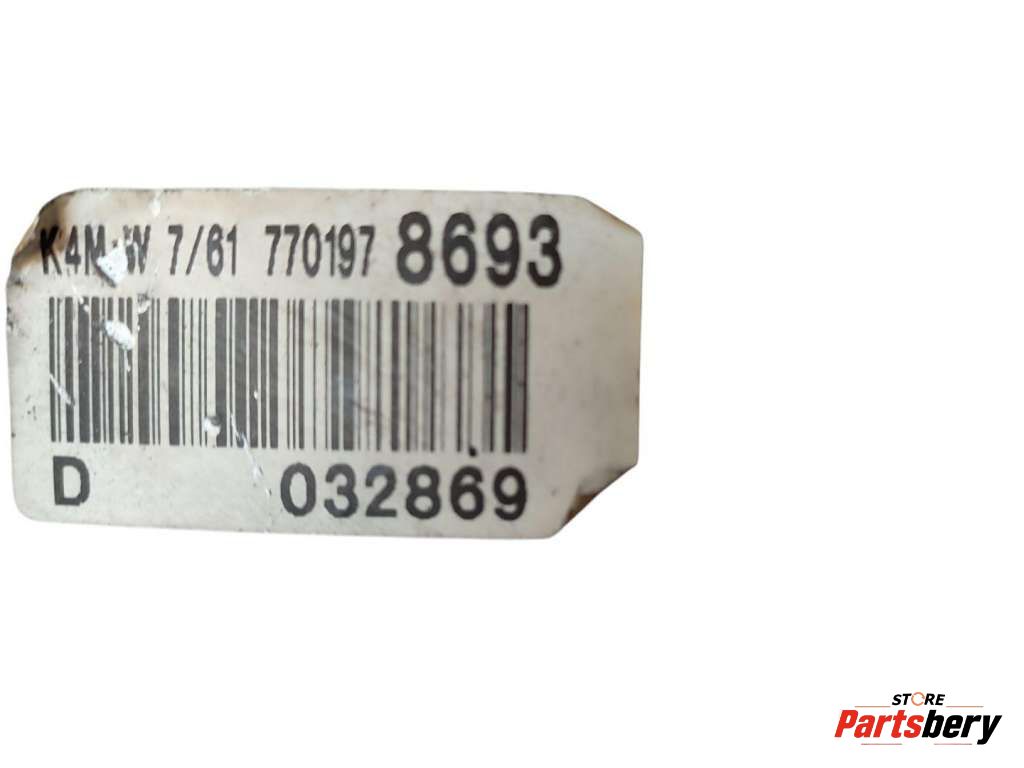 K4M W 7/61 770197 8693
D 032869
STORE
Partsbery